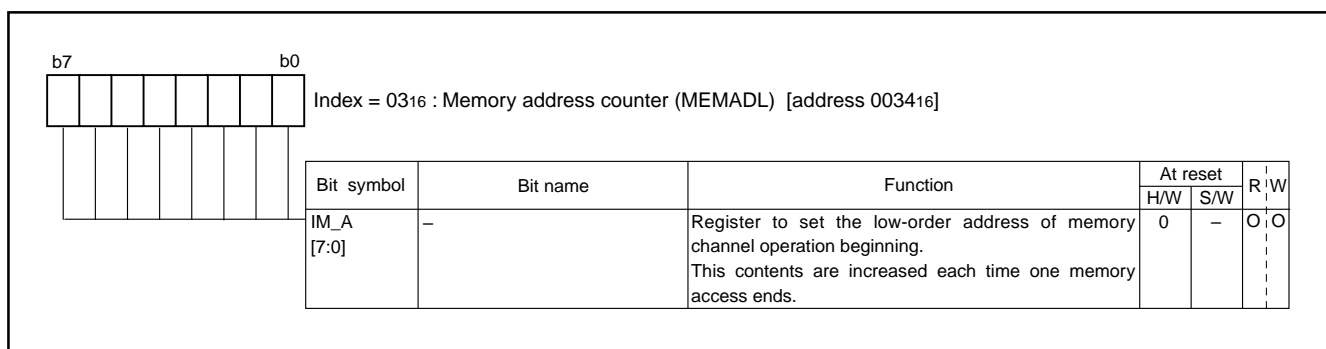 b7 b0
Index = 0316 : Memory address counter (MEMADL) [address 003416]
Bit symbol Bit name Function At reset R W
H/W S/W
IM_A – Register to set the low-order address of memory 0 – O O
[7:0] channel operation beginning.
This contents are increased each time one memory
access ends.